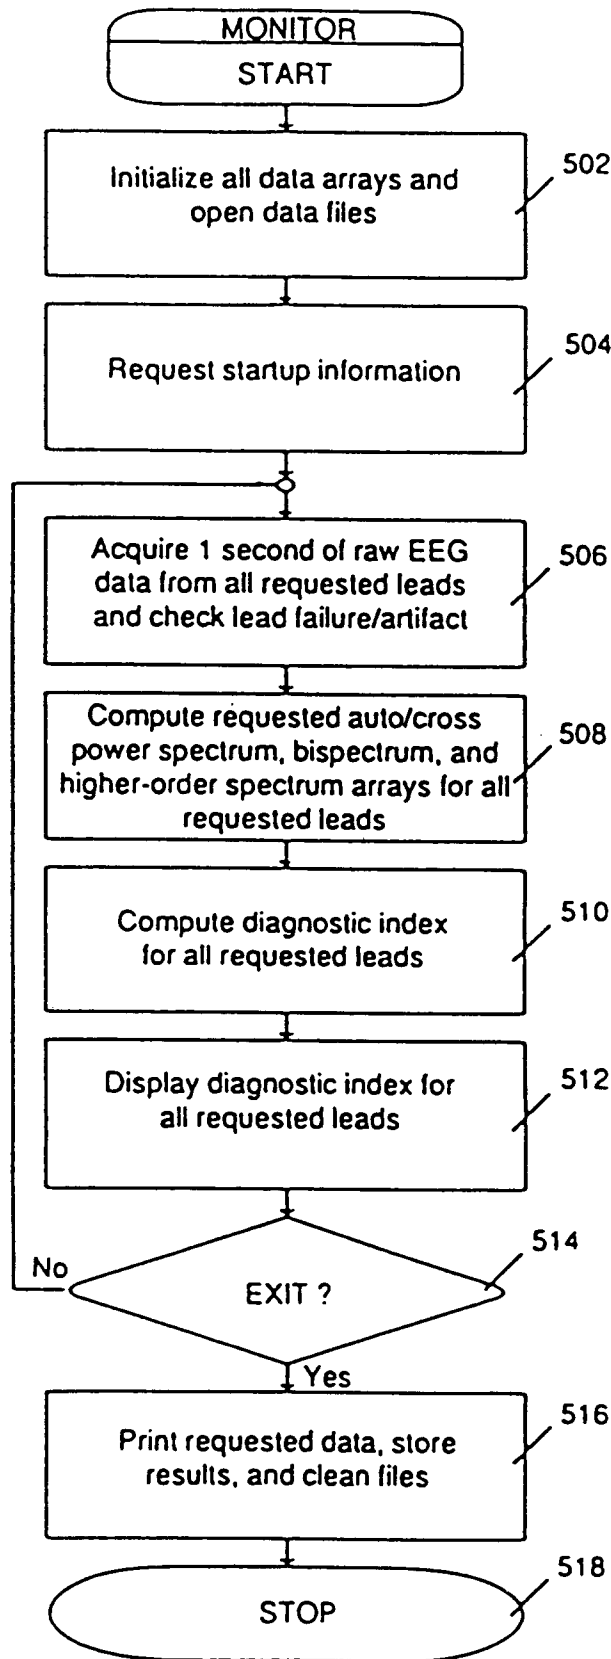 MONITOR
START
Initialize all data arrays and
open data files
502
Request startup information
504
Acquire 1 second of raw EEG
data from all requested leads
and check lead failure/artifact
506
Compute requested auto/cross
power spectrum, bispectrum, and
higher-order spectrum arrays for all
requested leads
508
Compute diagnostic index
for all requested leads
510
Display diagnostic index for
all requested leads
512
EXIT ?
514
No
Yes
Print requested data, store
results, and clean files
516
STOP
518